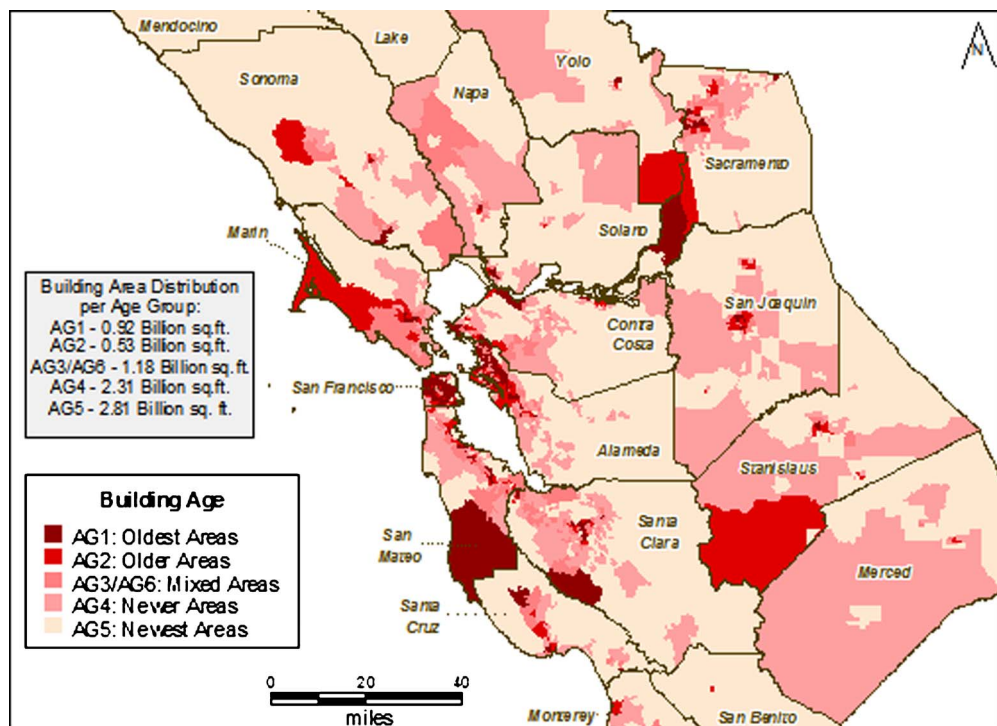 Mendocino
Lake
Yolo
N
Sonoma
Napa
Sacramento
Marin
Solano
Building Area Distribution
per Age Group:
AG1 - 0.92 Billion sq.ft.
AG2 - 0.53 Billion sq.ft.
AG3/AG6 - 1.18 Billion sq.ft.
AG4 - 2.31 Billion sq.ft.
AG5 - 2.81 Billion sq. ft.
San Joaquin
Contra
Costa
San Francisco
Alameda
Stanislaus
Building Age
AG1: Oldest Areas
AG2: Older Areas
AG3/AG6: Mixed Areas
AG4: Newer Areas
AG5: Newest Areas
San
Mateo
Santa
Clara
Merced
Santa
Cruz
0 20 40
miles
Monterey
San Benito